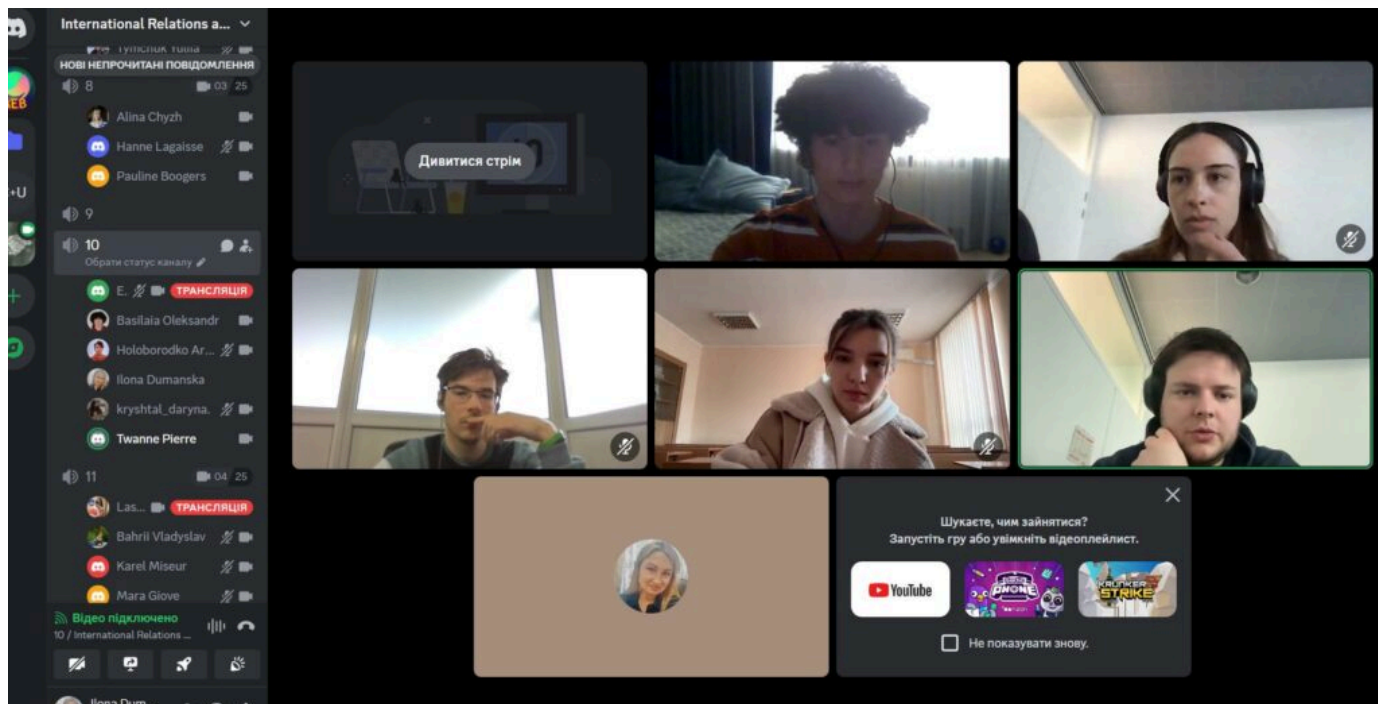 International Relations a...
Tymchuk Yuliia
НОВІ НЕПРОЧИТАНІ ПОВІДОМЛЕННЯ
8 03 25
Alina Chyzh
Hanne Lagaisse
Pauline Boogers
+U
9
10
Обрати статус каналу
E. ТРАНСЛЯЦІЯ
Basilaia Oleksandr
Holoborodko Ar...
Ilona Dumanska
kryshtal_daryna.
Twanne Pierre
11 04 25
Las... ТРАНСЛЯЦІЯ
Bahrii Vladyslav
Karel Miseur
Mara Giove
Відео підключено
10 / International Relations ...
Ilona Dum
Дивитися стрім
Шукаєте, чим зайнятися?
Запустіть гру або увімкніть відеоплейлист.
YouTube
PHONE
KRUNKER STRIKE
Не показувати знову.